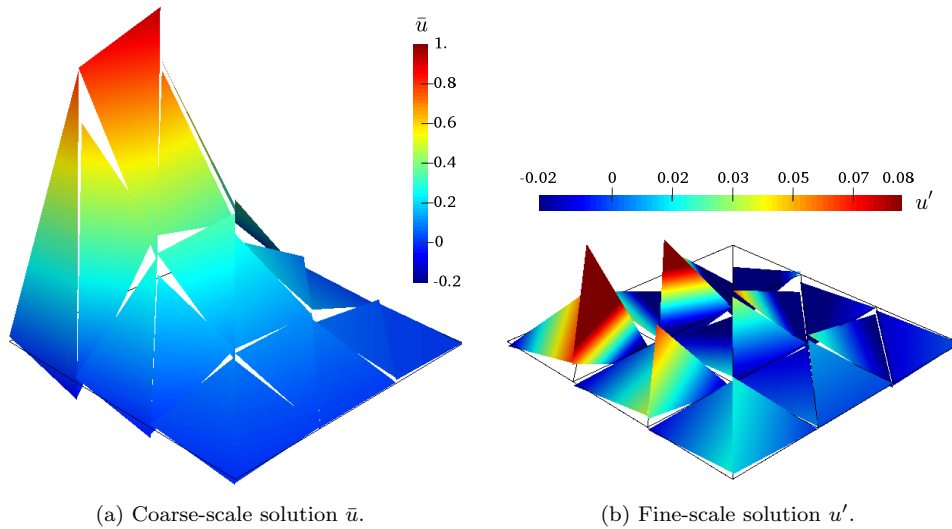 ū
1.
0.8
0.6
0.4
0.2
0
-0.2
-0.02 0 0.02 0.03 0.05 0.07 0.08
u′
(a) Coarse-scale solution ū.
(b) Fine-scale solution u′.